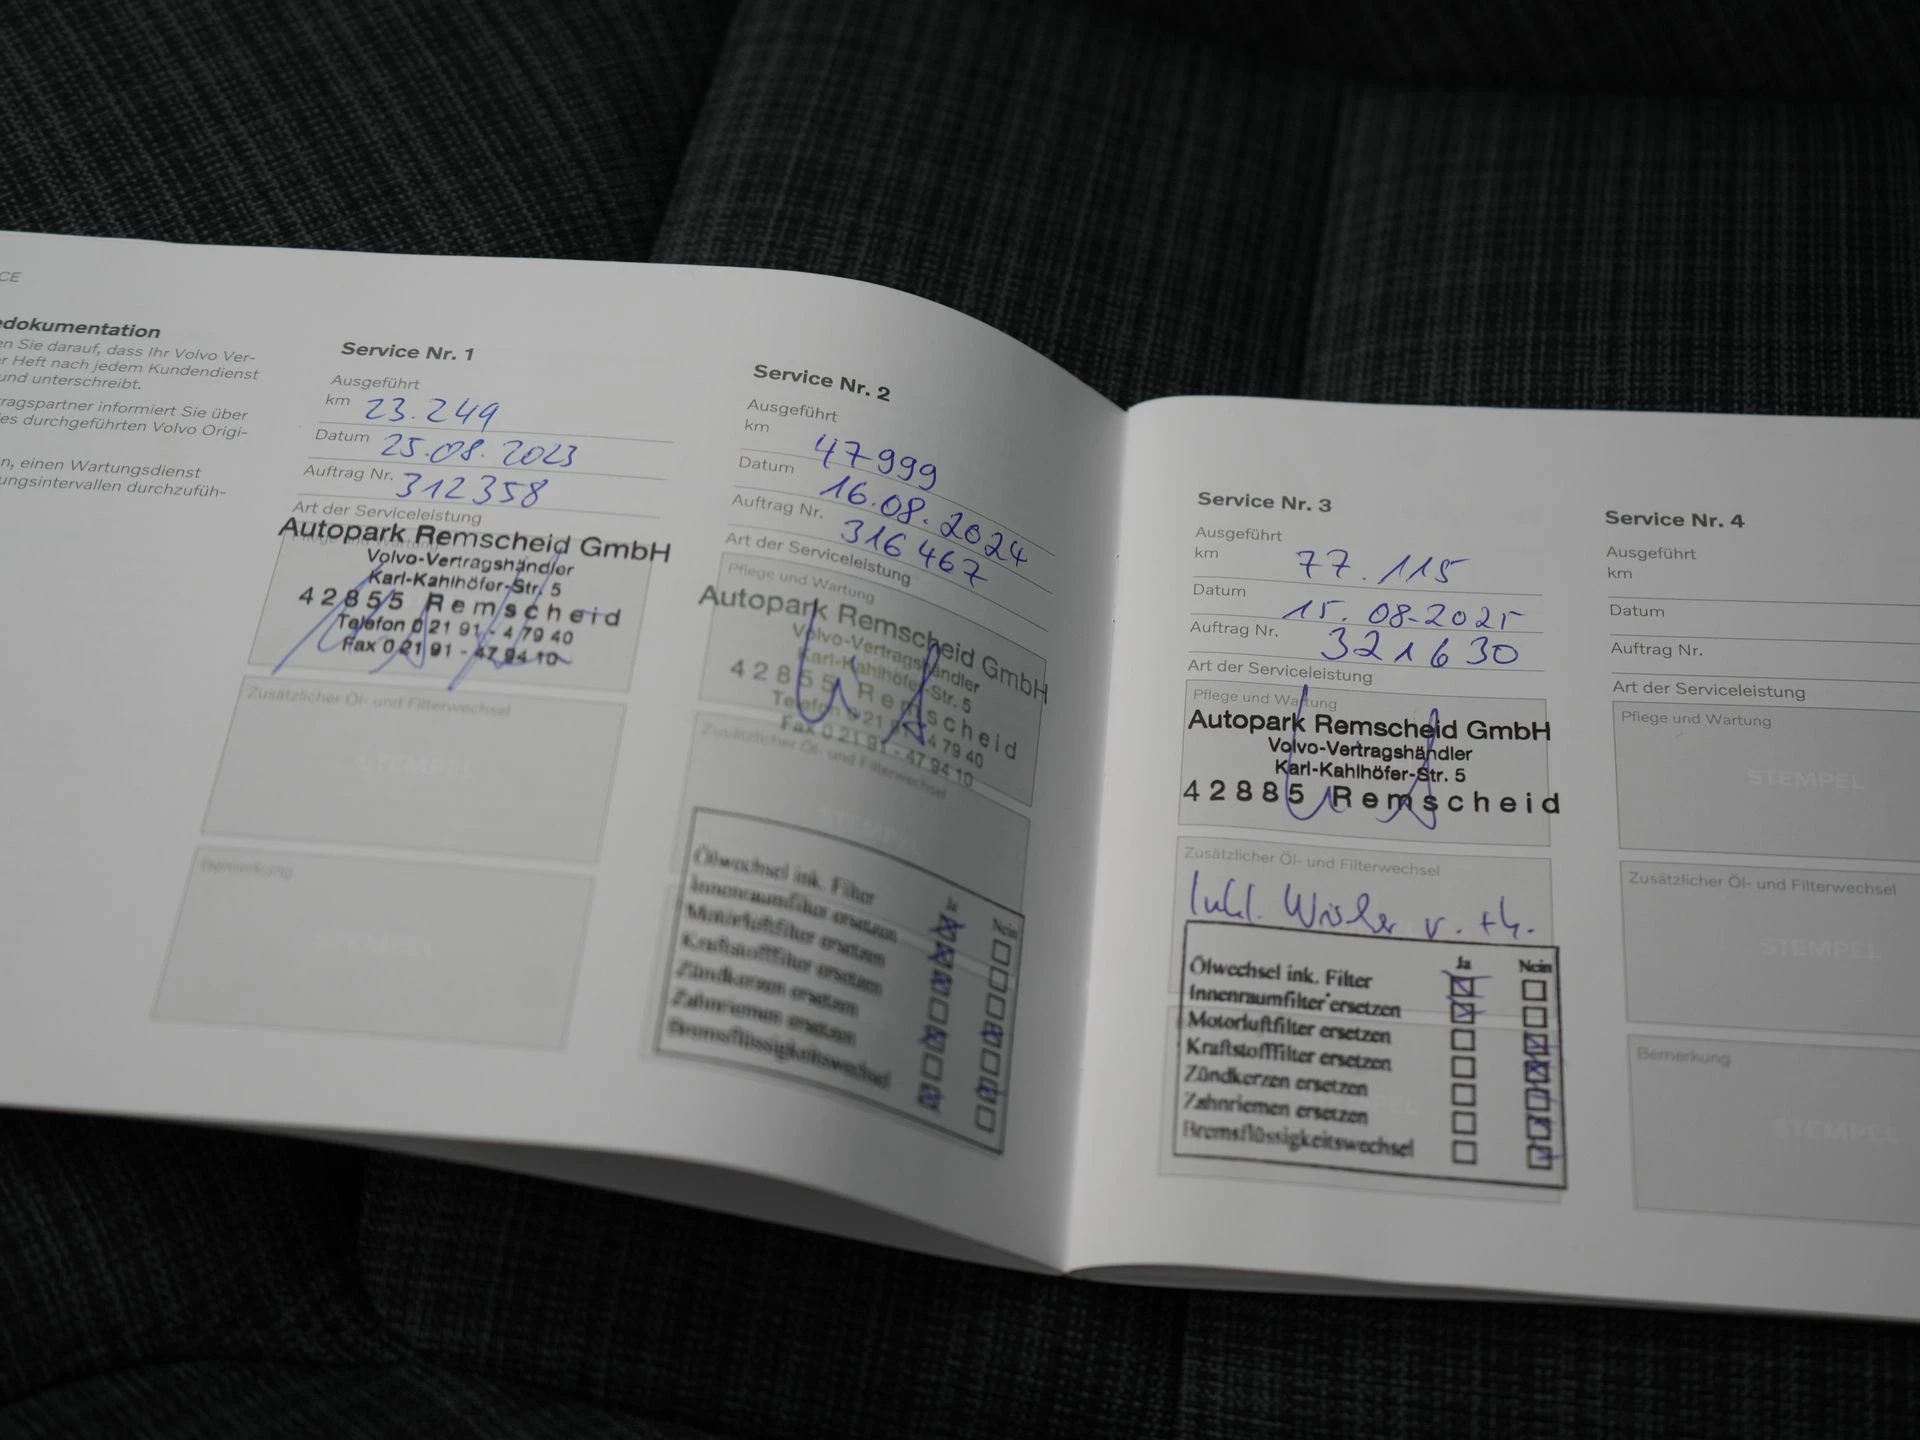 CE
edokumentation
en Sie darauf, dass Ihr Volvo Ver-
r Heft nach jedem Kundendienst
und unterschreibt.
tragspartner informiert Sie über
es durchgeführten Volvo Origi-
n, einen Wartungsdienst
ungsintervallen durchzufüh-
Service Nr. 1
Ausgeführt
km 23.249
Datum 25.08.2023
Auftrag Nr. 312358
Art der Serviceleistung
Pflege und Wartung
Autopark Remscheid GmbH
Volvo-Vertragshändler
Karl-Kahlhöfer-Str. 5
42855 Remscheid
Telefon 0 21 91 - 4 79 40
Fax 0 21 91 - 47 94 10
Zusätzlicher Öl- und Filterwechsel
STEMPEL
Bemerkung
STEMPEL
Service Nr. 2
Ausgeführt
km 47999
Datum 16.08.2024
Auftrag Nr. 316467
Art der Serviceleistung
Pflege und Wartung
Autopark Remscheid GmbH
Volvo-Vertragshändler
Karl-Kahlhöfer-Str. 5
42855 Remscheid
Telefon 0 21 91 - 4 79 40
Fax 0 21 91 - 47 94 10
Zusätzlicher Öl- und Filterwechsel
STEMPEL
Ja Nein
Ölwechsel ink. Filter
Innenraumfilter ersetzen
Motorluftfilter ersetzen
Kraftstofffilter ersetzen
Zündkerzen ersetzen
Zahnriemen ersetzen
Bremsflüssigkeitswechsel
Service Nr. 3
Ausgeführt
km 77.115
Datum 15.08-2025
Auftrag Nr. 321630
Art der Serviceleistung
Pflege und Wartung
Autopark Remscheid GmbH
Volvo-Vertragshändler
Karl-Kahlhöfer-Str. 5
42885 Remscheid
Zusätzlicher Öl- und Filterwechsel
Inkl. Wischer v. + h.
Ja Nein
Ölwechsel ink. Filter
Innenraumfilter ersetzen
Motorluftfilter ersetzen
Kraftstofffilter ersetzen
Zündkerzen ersetzen
Zahnriemen ersetzen
Bremsflüssigkeitswechsel
Service Nr. 4
Ausgeführt
km
Datum
Auftrag Nr.
Art der Serviceleistung
Pflege und Wartung
STEMPEL
Zusätzlicher Öl- und Filterwechsel
STEMPEL
Bemerkung
STEMPEL